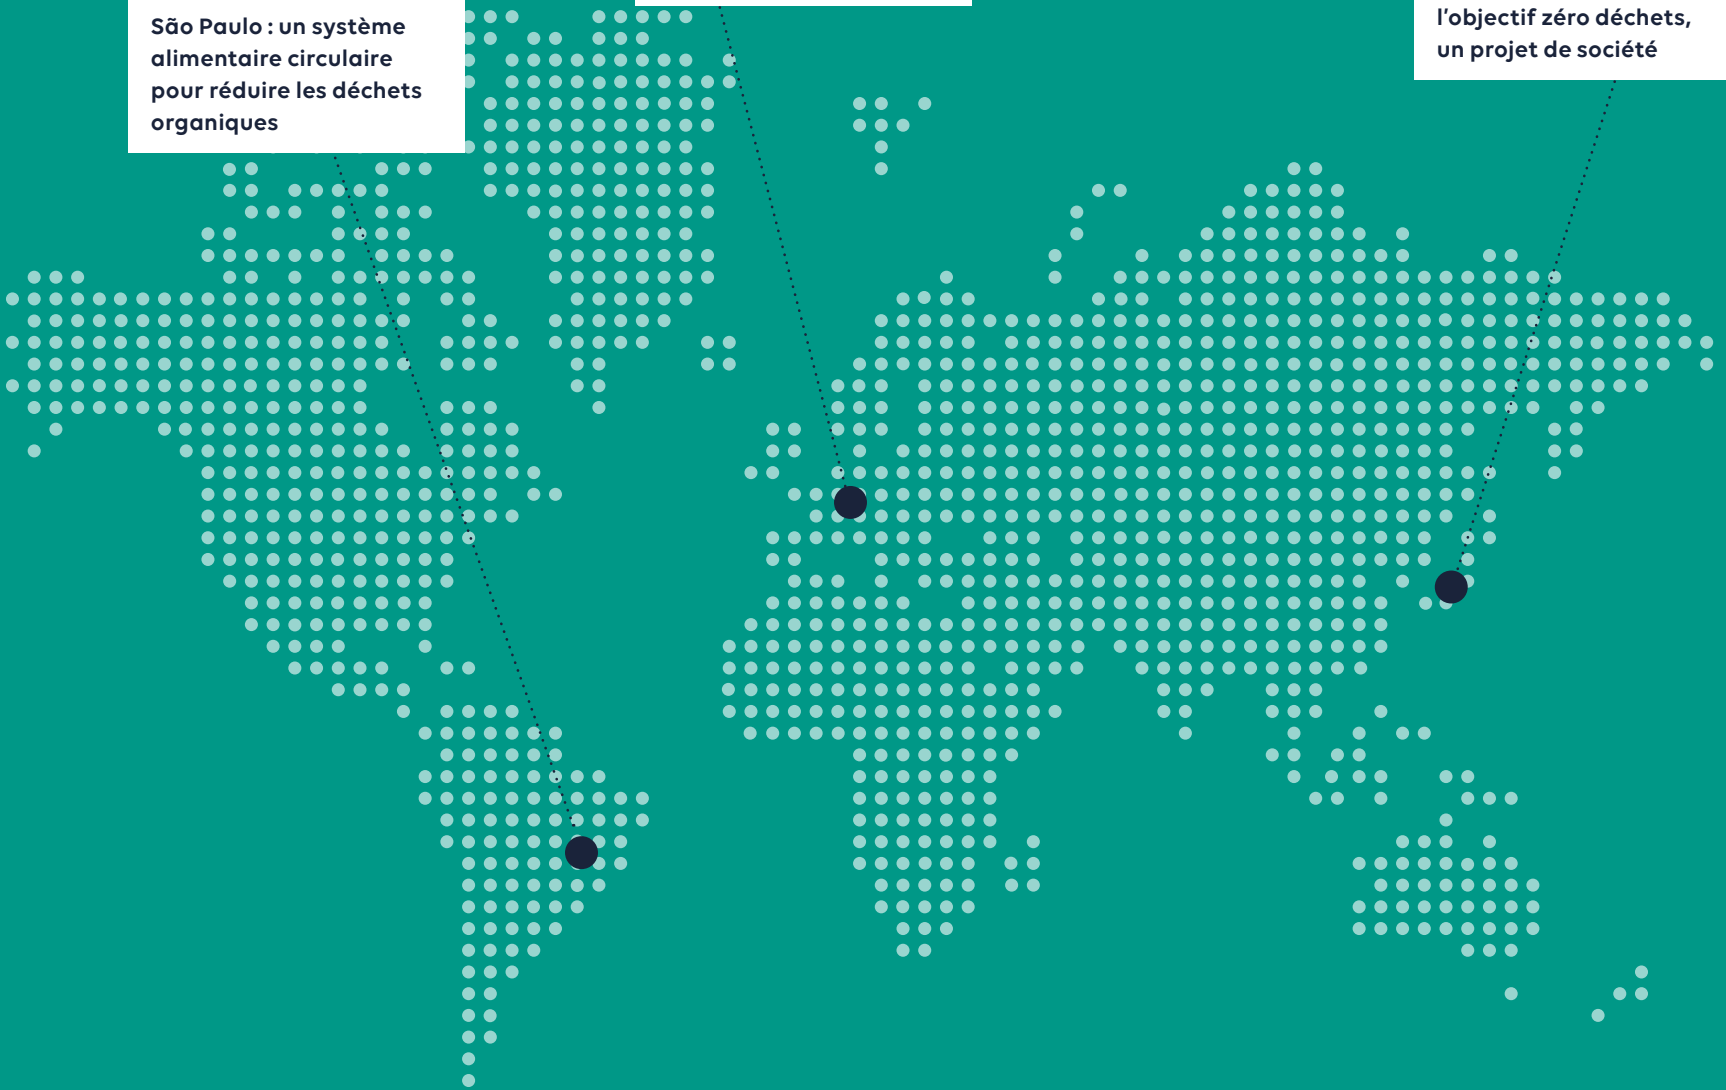 São Paulo : un système
alimentaire circulaire
pour réduire les déchets
organiques
l’objectif zéro déchets,
un projet de société